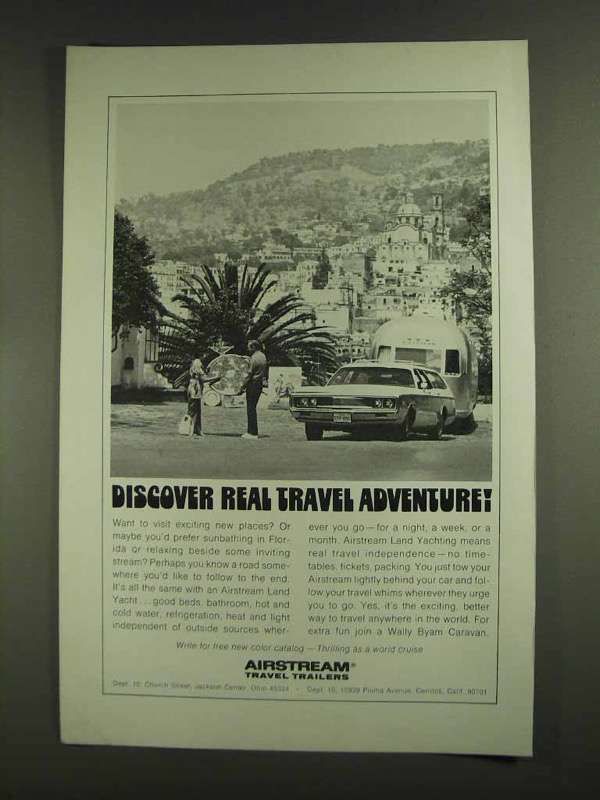 DISCOVER REAL TRAVEL ADVENTURE!
Want to visit exciting new places? Or
maybe you'd prefer sunbathing in Flor-
ida or relaxing beside some inviting
stream? Perhaps you know a road some-
where you'd like to follow to the end.
It's all the same with an Airstream Land
Yacht . . . good beds, bathroom, hot and
cold water, refrigeration, heat and light
independent of outside sources wher-
ever you go—for a night, a week, or a
month. Airstream Land Yachting means
real travel independence—no time-
tables, tickets, packing. You just tow your
Airstream lightly behind your car and fol-
low your travel whims wherever they urge
you to go. Yes, it's the exciting, better
way to travel anywhere in the world. For
extra fun join a Wally Byam Caravan.
Write for free new color catalog — Thrilling as a world cruise
AIRSTREAM®
TRAVEL TRAILERS
Dept. 10, Church Street, Jackson Center, Ohio 45334 - Dept. 10, 15939 Piuma Avenue, Cerritos, Calif. 90701